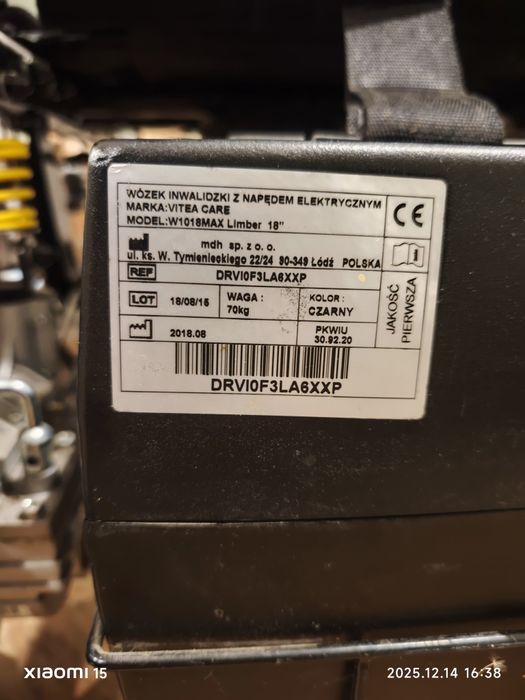 WÓZEK INWALIDZKI Z NAPĘDEM ELEKTRYCZNYM
MARKA: VITEA CARE
MODEL: W1018MAX Limber 18"
CE
mdh sp. z o. o.
ul. ks. W. Tymienieckiego 22/24 90-349 Łódź POLSKA
REF DRVI0F3LA6XXP
LOT 18/08/15 WAGA : 70kg KOLOR : CZARNY
2018.08 PKWIU 30.92.20
JAKOŚĆ PIERWSZA
DRVI0F3LA6XXP
XIAOMI 15
2025.12.14 16:38